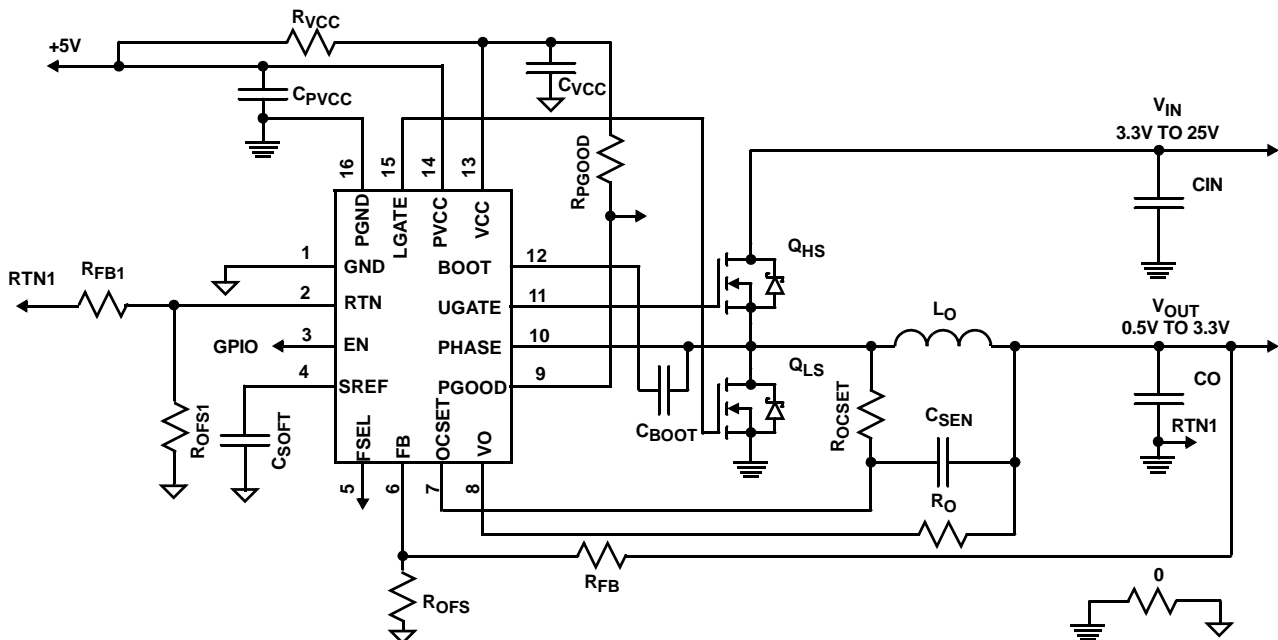 RVCC
+5V
CPVCC
CVCC
VIN
3.3V TO 25V
16
15
14
13
RPGOOD
CIN
PGND
LGATE
PVCC
VCC
QHS
1
GND
BOOT
12
RTN1
RFB1
2
RTN
UGATE
11
LO
VOUT
0.5V TO 3.3V
GPIO
3
EN
PHASE
10
4
SREF
PGOOD
9
QLS
CO
ROFS1
CSOFT
FSEL
FB
OCSET
VO
CBOOT
ROCSET
CSEN
RTN1
5
6
7
8
RO
RFB
ROFS
0